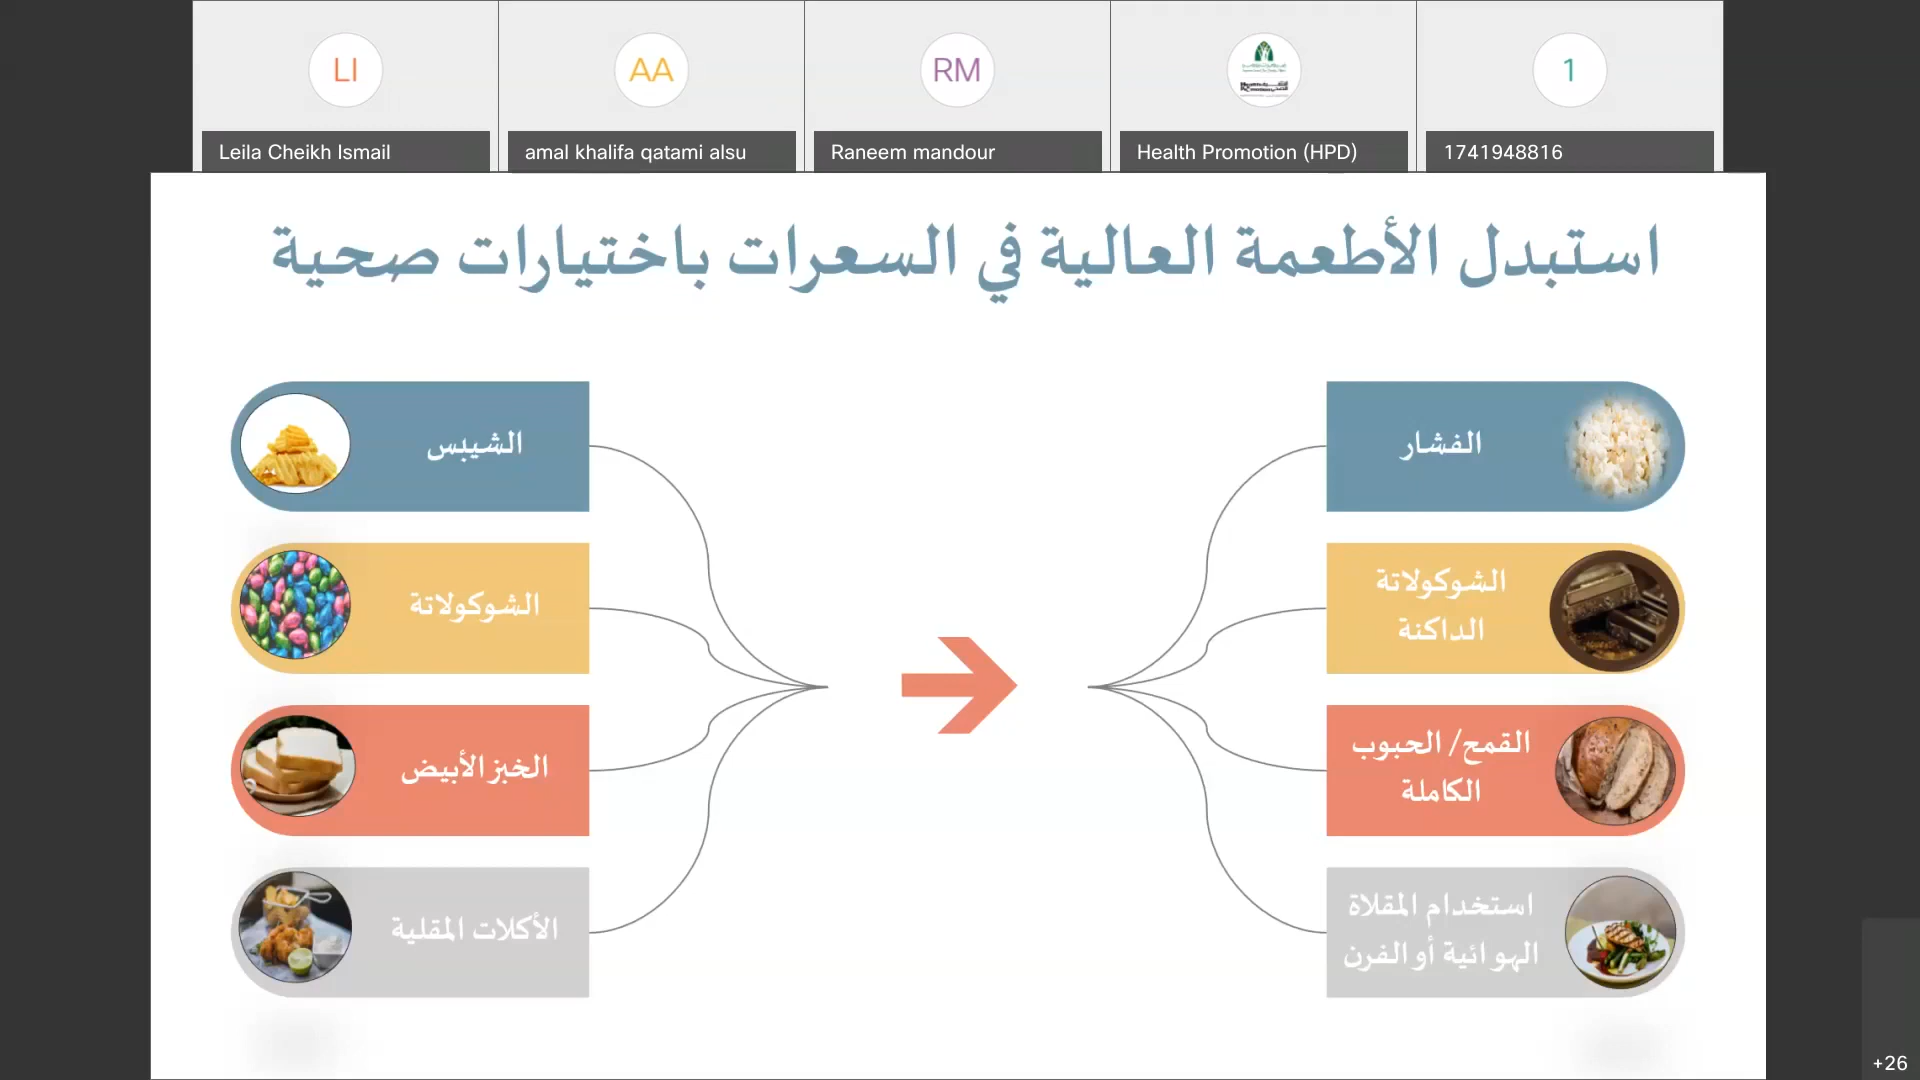 LI
AA
RM
1
Leila Cheikh Ismail
amal khalifa qatami alsu
Raneem mandour
Health Promotion (HPD)
1741948816
استبدل الأطعمة العالية في السعرات باختيارات صحية
الشيبس
الشوكولاتة
الخبز الأبيض
الأكلات المقلية
الفشار
الشوكولاتة
الداكنة
القمح/ الحبوب
الكاملة
استخدام المقلاة
الهوائية أو الفرن
+26